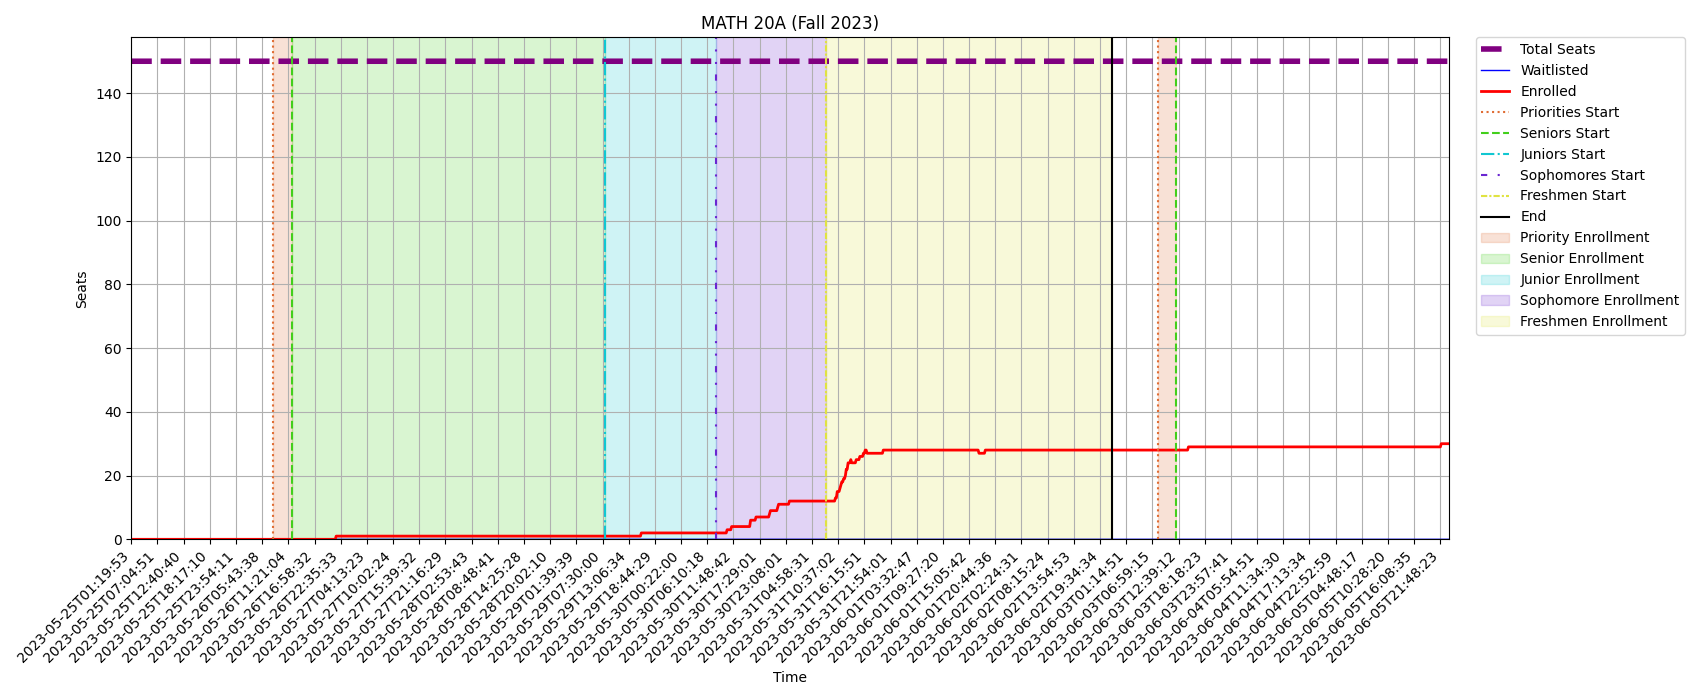 MATH 20A (Fall 2023)
Seats
140
120
100
80
60
40
20
0
2023-05-25T01:19:53
2023-05-25T07:04:51
2023-05-25T12:40:40
2023-05-25T18:17:10
2023-05-25T23:54:11
2023-05-26T05:43:38
2023-05-26T11:21:04
2023-05-26T16:58:32
2023-05-26T22:35:33
2023-05-27T04:13:23
2023-05-27T10:02:24
2023-05-27T15:39:32
2023-05-27T21:16:29
2023-05-28T02:53:43
2023-05-28T08:48:41
2023-05-28T14:25:28
2023-05-28T20:02:10
2023-05-29T01:39:39
2023-05-29T07:30:00
2023-05-29T13:06:34
2023-05-29T18:44:29
2023-05-30T00:22:00
2023-05-30T06:10:18
2023-05-30T11:48:42
2023-05-30T17:29:01
2023-05-30T23:08:01
2023-05-31T04:58:31
2023-05-31T10:37:02
2023-05-31T16:15:51
2023-05-31T21:54:01
2023-06-01T03:32:47
2023-06-01T09:27:20
2023-06-01T15:05:42
2023-06-01T20:44:36
2023-06-02T02:24:31
2023-06-02T08:15:24
2023-06-02T13:54:53
2023-06-02T19:34:34
2023-06-03T01:14:51
2023-06-03T06:59:15
2023-06-03T12:39:12
2023-06-03T18:18:23
2023-06-03T23:57:41
2023-06-04T05:54:51
2023-06-04T11:34:30
2023-06-04T17:13:34
2023-06-04T22:52:59
2023-06-05T04:48:17
2023-06-05T10:28:20
2023-06-05T16:08:35
2023-06-05T21:48:23
Time
Total Seats
Waitlisted
Enrolled
Priorities Start
Seniors Start
Juniors Start
Sophomores Start
Freshmen Start
End
Priority Enrollment
Senior Enrollment
Junior Enrollment
Sophomore Enrollment
Freshmen Enrollment